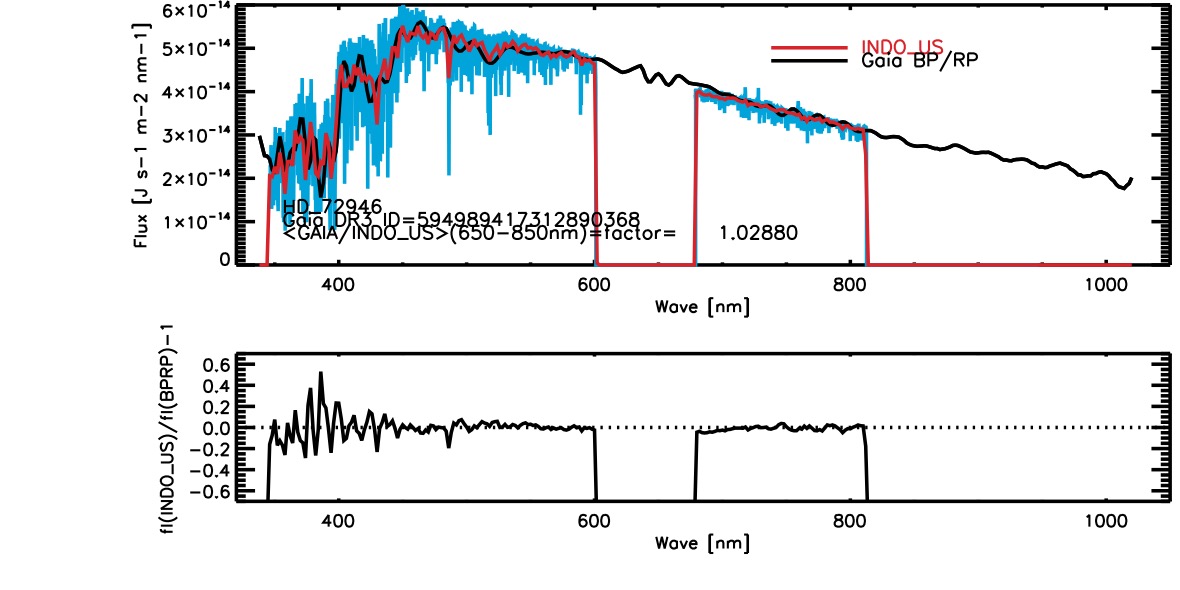 6×10−14
5×10−14
4×10−14
3×10−14
2×10−14
1×10−14
0
Flux [J s−1 m−2 nm−1]
INDO_US
Gaia BP/RP
HD_72946
Gaia DR3 ID=594989417312890368
<GAIA/INDO_US>(650−850nm)=factor= 1.02880
400 600 800 1000
Wave [nm]
fl(INDO_US)/fl(BPRP)−1
0.6
0.4
0.2
0.0
−0.2
−0.4
−0.6
400 600 800 1000
Wave [nm]